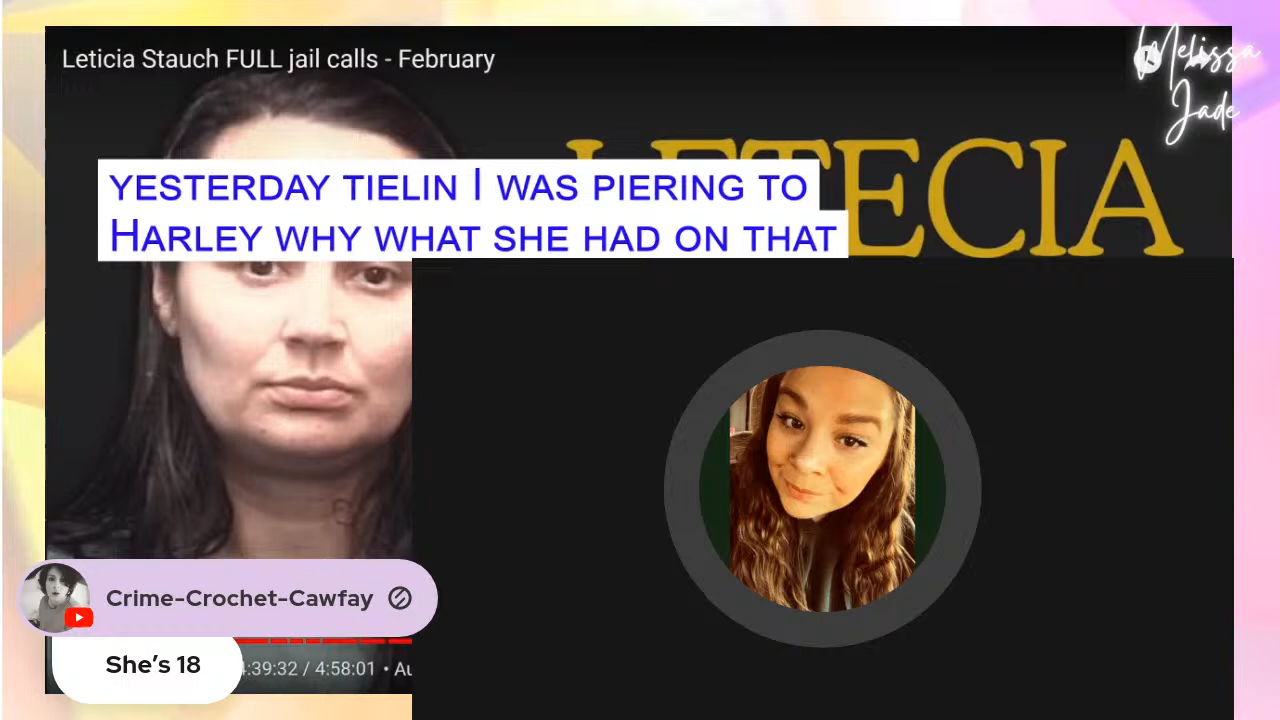 Leticia Stauch FULL jail calls - February
Melissa
Jade
LETECIA
YESTERDAY TIELIN I WAS PIERING TO
HARLEY WHY WHAT SHE HAD ON THAT
Crime-Crochet-Cawfay
She's 18
:39:32 / 4:58:01 • Au